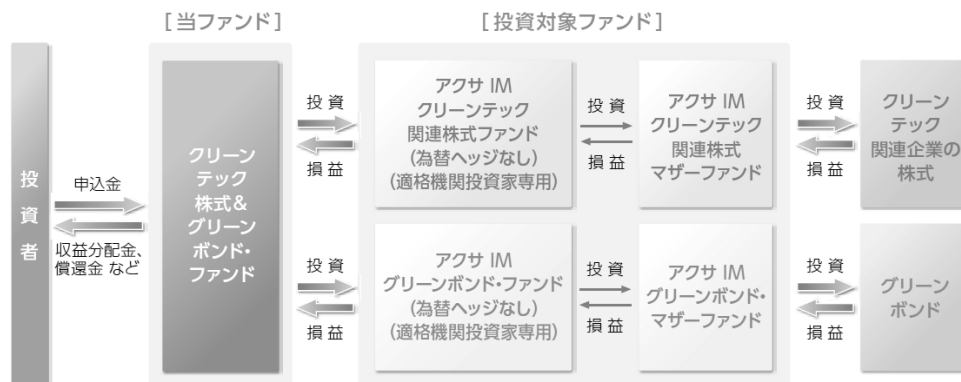 [当ファンド]
[投資対象ファンド]
投資者
申込金
収益分配金、
償還金 など
クリーン
テック
株式&
グリーン
ボンド・
ファンド
投資
損益
アクサ IM
クリーンテック
関連株式ファンド
(為替ヘッジなし)
(適格機関投資家専用)
投資
損益
アクサ IM
クリーンテック
関連株式
マザーファンド
投資
損益
クリーン
テック
関連企業の
株式
投資
損益
アクサ IM
グリーンボンド・ファンド
(為替ヘッジなし)
(適格機関投資家専用)
投資
損益
アクサ IM
グリーンボンド・
マザーファンド
投資
損益
グリーン
ボンド